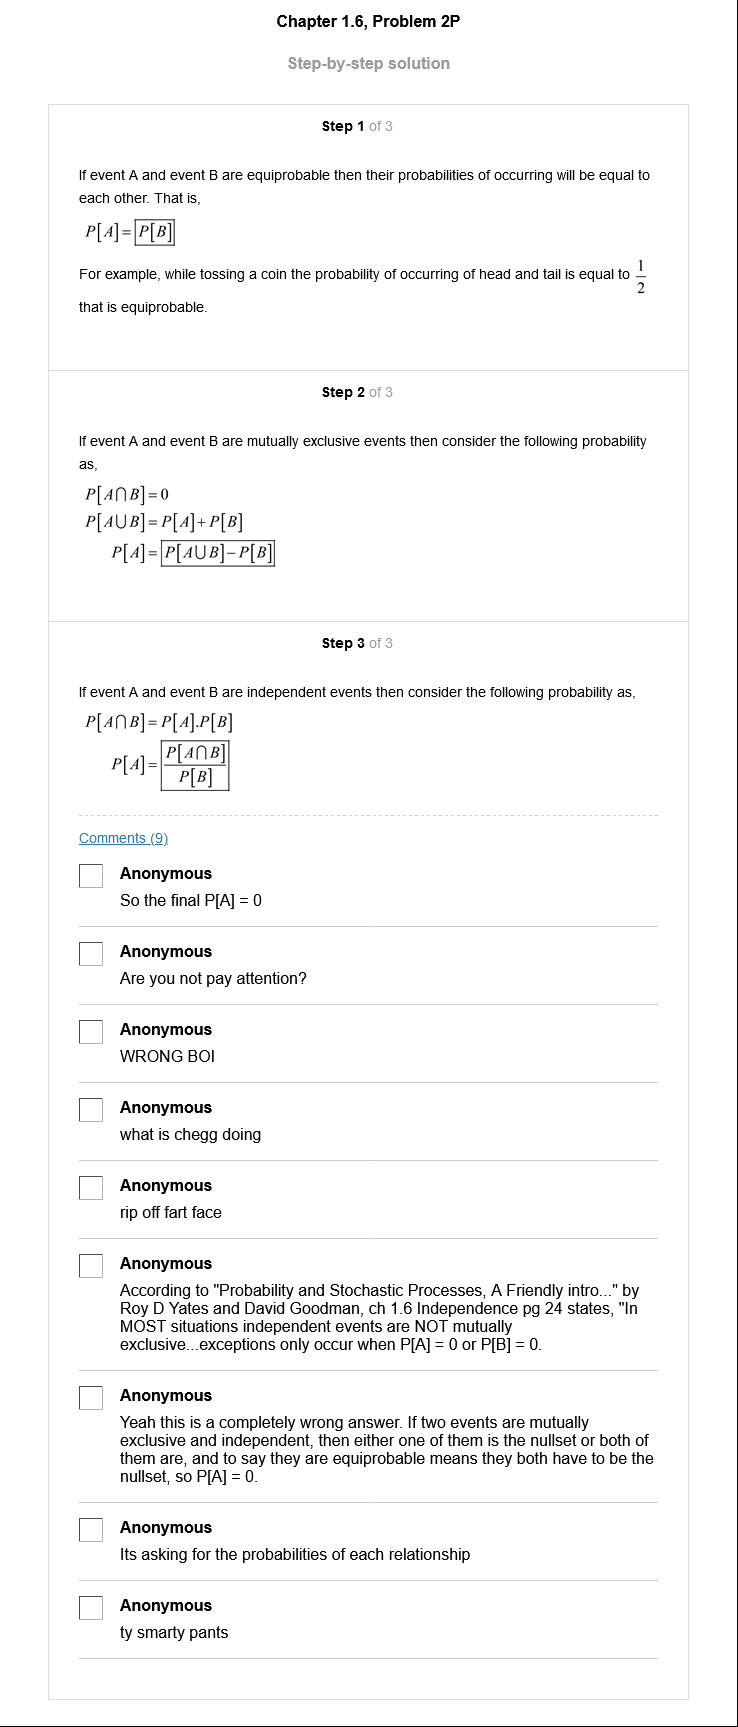 Chapter 1.6, Problem 2P
Step-by-step solution
Step 1 of 3
If event A and event B are equiprobable then their probabilities of occurring will be equal to
each other. That is,
P[A]=P[B]
For example, while tossing a coin the probability of occurring of head and tail is equal to 1/2
that is equiprobable.
Step 2 of 3
If event A and event B are mutually exclusive events then consider the following probability
as,
P[A⋂B]=0
P[A⋃B]=P[A]+P[B]
P[A]=P[A⋃B]−P[B]
Step 3 of 3
If event A and event B are independent events then consider the following probability as,
P[A⋂B]=P[A].P[B]
P[A]=P[A⋂B]/P[B]
Comments (9)
Anonymous
So the final P[A] = 0
Anonymous
Are you not pay attention?
Anonymous
WRONG BOI
Anonymous
what is chegg doing
Anonymous
rip off fart face
Anonymous
According to "Probability and Stochastic Processes, A Friendly intro..." by
Roy D Yates and David Goodman, ch 1.6 Independence pg 24 states, "In
MOST situations independent events are NOT mutually
exclusive...exceptions only occur when P[A] = 0 or P[B] = 0.
Anonymous
Yeah this is a completely wrong answer. If two events are mutually
exclusive and independent, then either one of them is the nullset or both of
them are, and to say they are equiprobable means they both have to be the
nullset, so P[A] = 0.
Anonymous
Its asking for the probabilities of each relationship
Anonymous
ty smarty pants